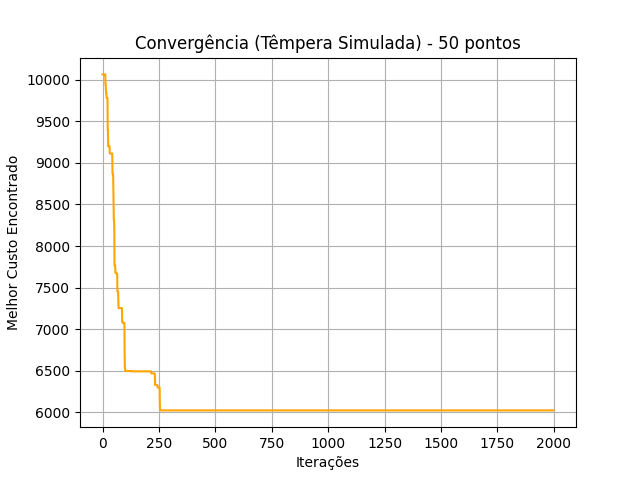 Convergência (Têmpera Simulada) - 50 pontos
Melhor Custo Encontrado
10000
9500
9000
8500
8000
7500
7000
6500
6000
0 250 500 750 1000 1250 1500 1750 2000
Iterações